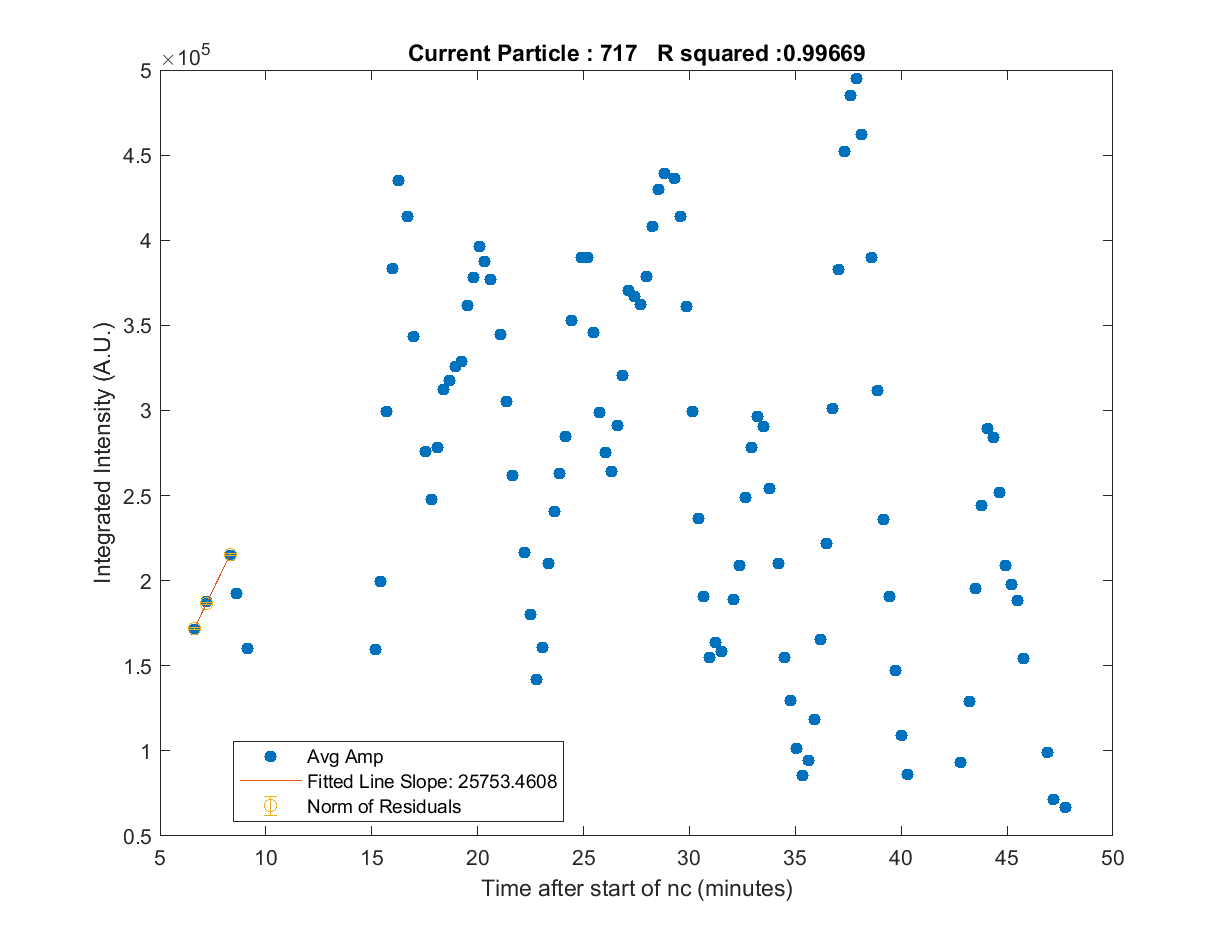 Current Particle : 717 R squared :0.99669
×10^5
5
4.5
4
3.5
3
2.5
2
1.5
1
0.5
Integrated Intensity (A.U.)
Avg Amp
Fitted Line Slope: 25753.4608
Norm of Residuals
5 10 15 20 25 30 35 40 45 50
Time after start of nc (minutes)